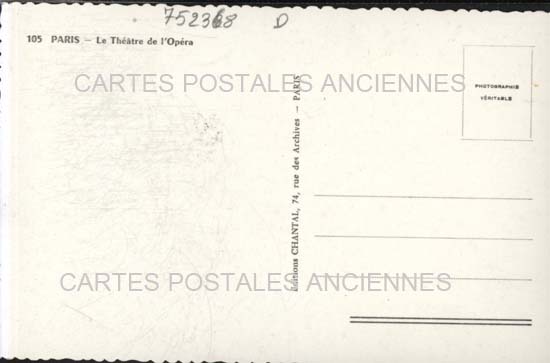 752368 D
105 PARIS — Le Théâtre de l'Opéra
CARTES POSTALES ANCIENNES
PHOTOGRAPHIE
VÉRITABLE
Éditions CHANTAL, 74, rue des Archives — PARIS
CARTES POSTALES ANCIENNES